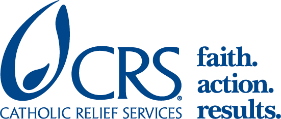 CRS®
CATHOLIC RELIEF SERVICES
faith.
action.
results.